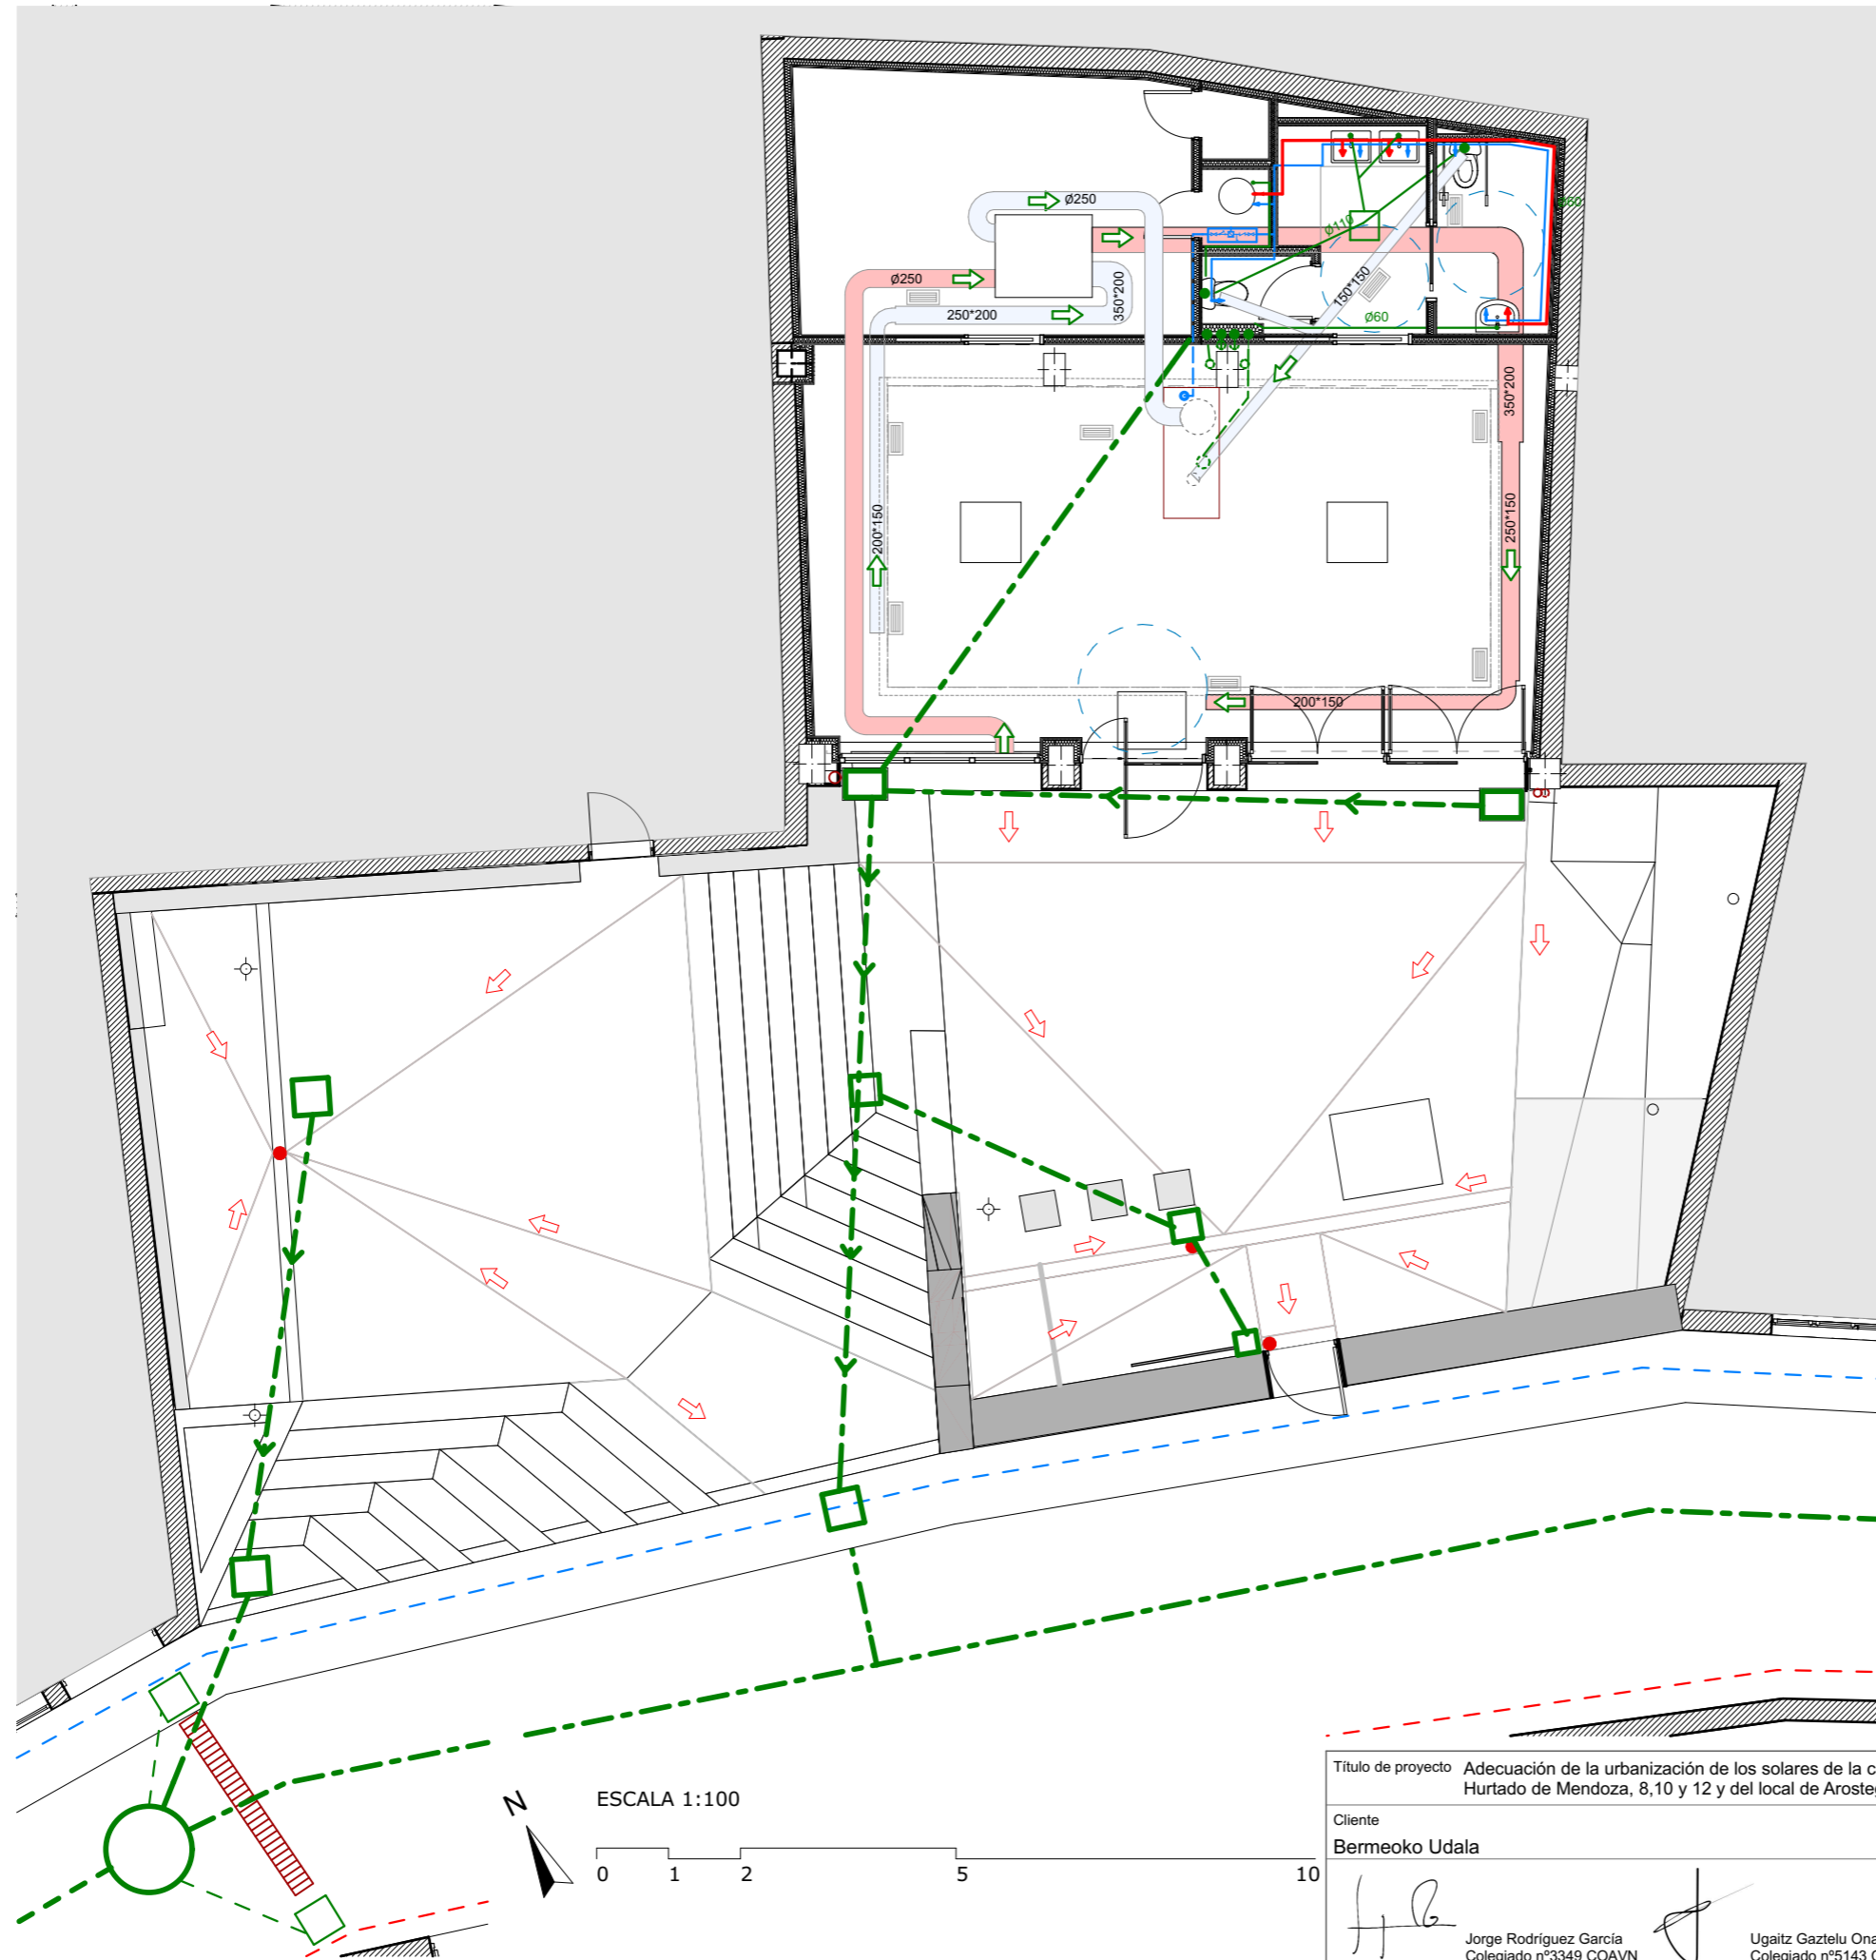 Ø250
Ø110
Ø60
Ø250
350*200
150*150
250*200
Ø60
350*200
200*150
250*150
200*150
N
ESCALA 1:100
0 1 2 5 10
Título de proyecto Adecuación de la urbanización de los solares de la c
Hurtado de Mendoza, 8,10 y 12 y del local de Aroste
Cliente
Bermeoko Udala
Jorge Rodríguez García
Colegiado nº3349 COAVN
Ugaitz Gaztelu Ona
Colegiado nº5143